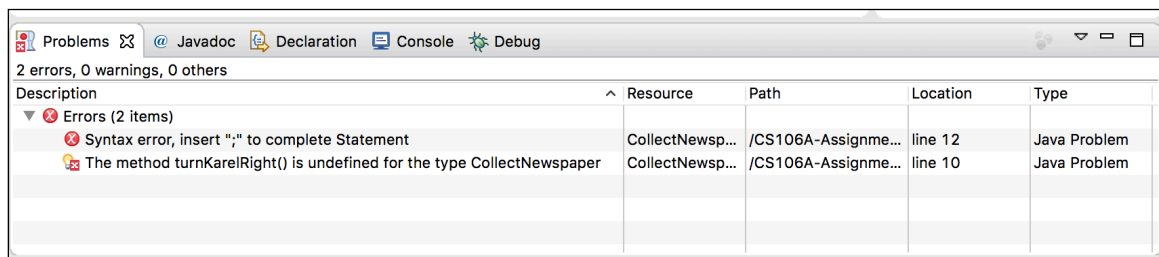 Problems @ Javadoc Declaration Console Debug
2 errors, 0 warnings, 0 others
Description Resource Path Location Type
Errors (2 items)
Syntax error, insert ";" to complete Statement CollectNewsp... /CS106A-Assignme... line 12 Java Problem
The method turnKarelRight() is undefined for the type CollectNewspaper CollectNewsp... /CS106A-Assignme... line 10 Java Problem